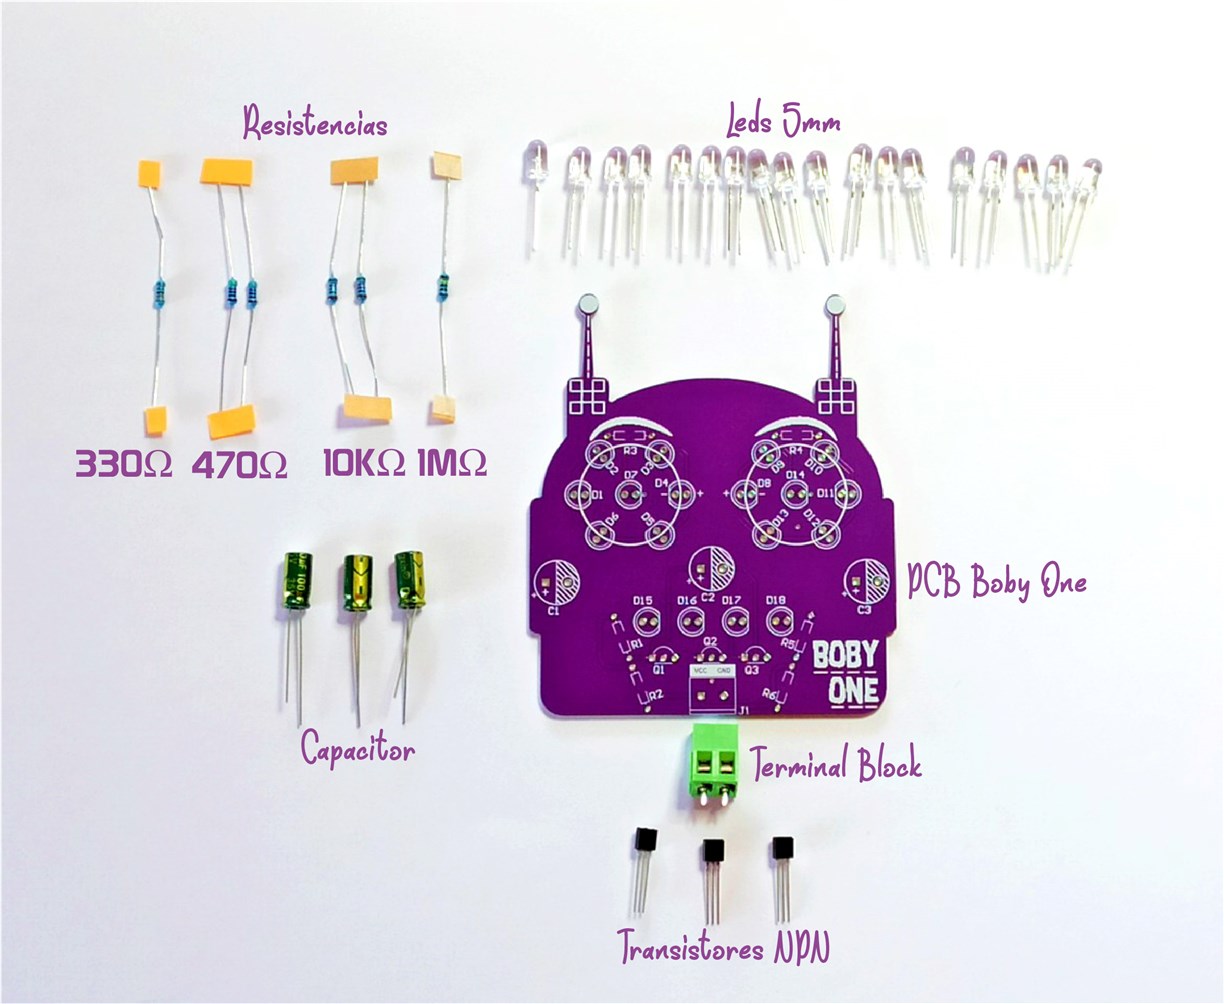 Resistencias
Leds 5mm
330Ω 470Ω 10KΩ 1MΩ
R3
R4
D2
D3
D9
D10
D7
D14
D1
D4
D8
D11
D6
D5
D13
D12
C1
C2
C3
PCB Boby One
D15 D16 D17 D18
R1
Q2
R5
Q1
Q3
BOBY
ONE
VCC GND
R2
R6
J1
Capacitor
Terminal Block
Transistores NPN